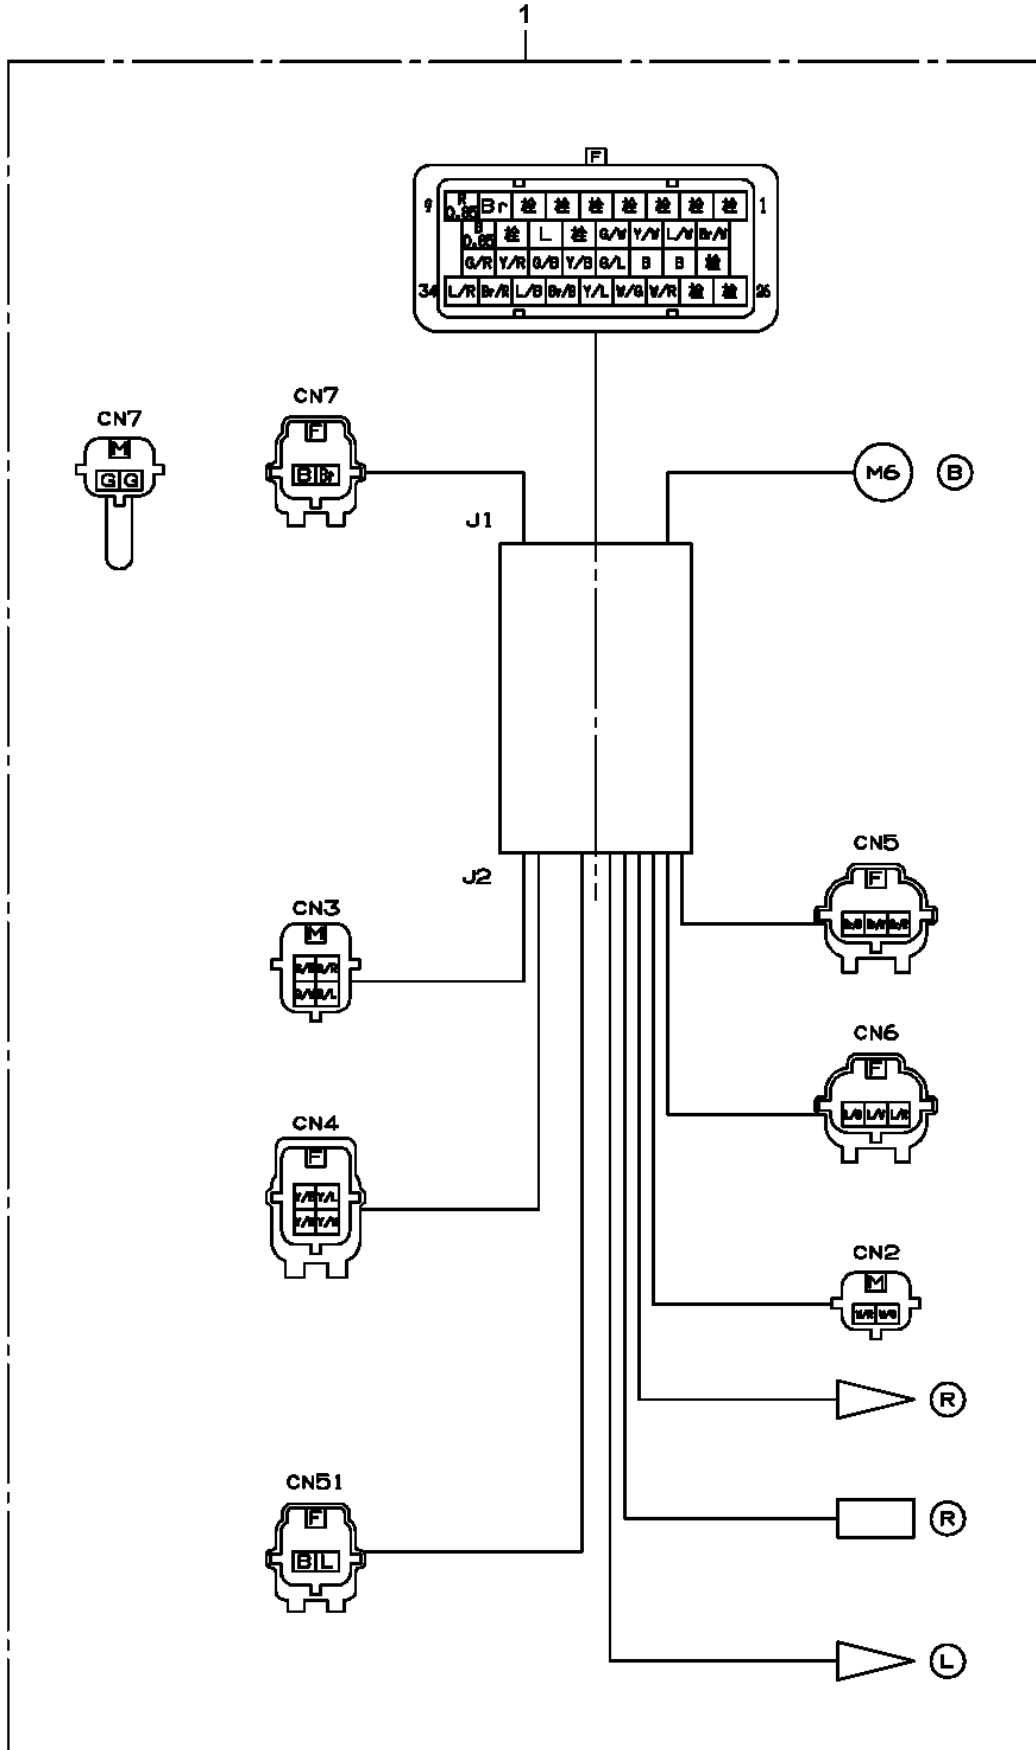 1
F
9 R 0.85 Br 栓 栓 栓 栓 栓 栓 栓 1
B 0.85 栓 L 栓 G/W Y/W L/W Br/W
G/R Y/R G/B Y/B G/L B B 栓
34 L/R Br/R L/B Br/B Y/L W/G W/R 栓 栓 26
CN7
M
G G
CN7
F
B Br
M6 B
J1
J2
CN5
F
CN3
M
CN6
F
L/B L/W L/R
CN4
F
Y/B Y/L
CN2
M
R
CN51
F
B L
R
L